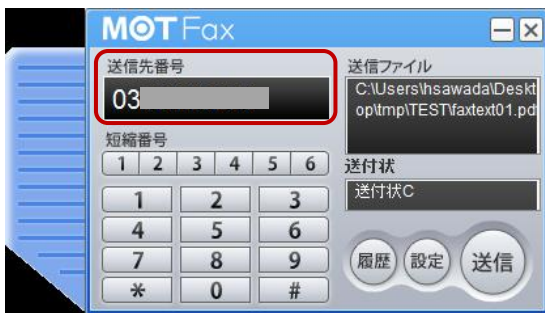 MOT Fax
送信先番号
03
短縮番号
1 2 3 4 5 6
1 2 3
4 5 6
7 8 9
* 0 #
送信ファイル
C:\Users\hsawada\Deskt
op\tmp\TEST\faxtext01.pd
送付状
送付状C
履歴 設定 送信